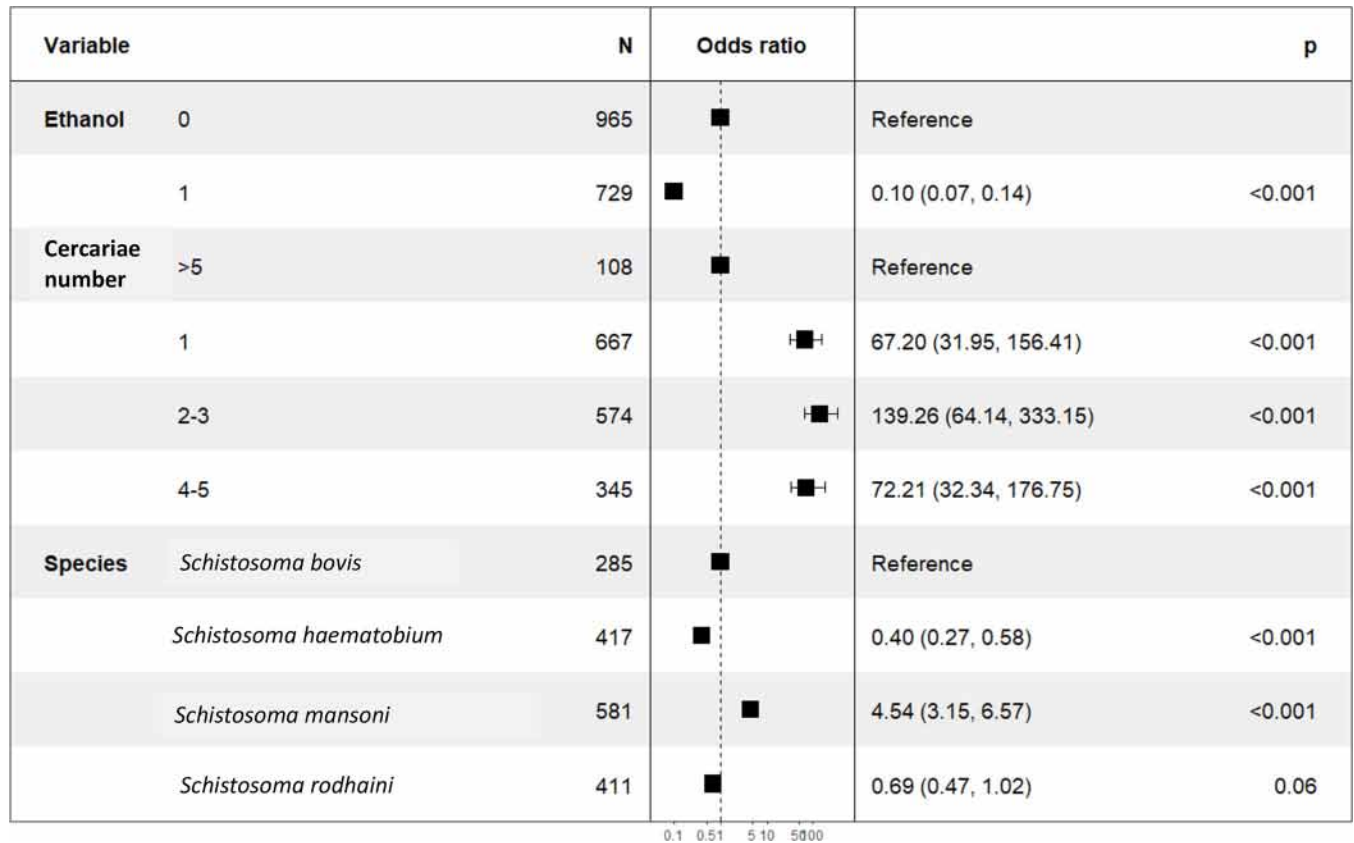 Variable N Odds ratio p
Ethanol 0 965 Reference
1 729 0.10 (0.07, 0.14) <0.001
Cercariae
number >5 108 Reference
1 667 67.20 (31.95, 156.41) <0.001
2-3 574 139.26 (64.14, 333.15) <0.001
4-5 345 72.21 (32.34, 176.75) <0.001
Species Schistosoma bovis 285 Reference
Schistosoma haematobium 417 0.40 (0.27, 0.58) <0.001
Schistosoma mansoni 581 4.54 (3.15, 6.57) <0.001
Schistosoma rodhaini 411 0.69 (0.47, 1.02) 0.06
0.1 0.5 1 5 10 50 100